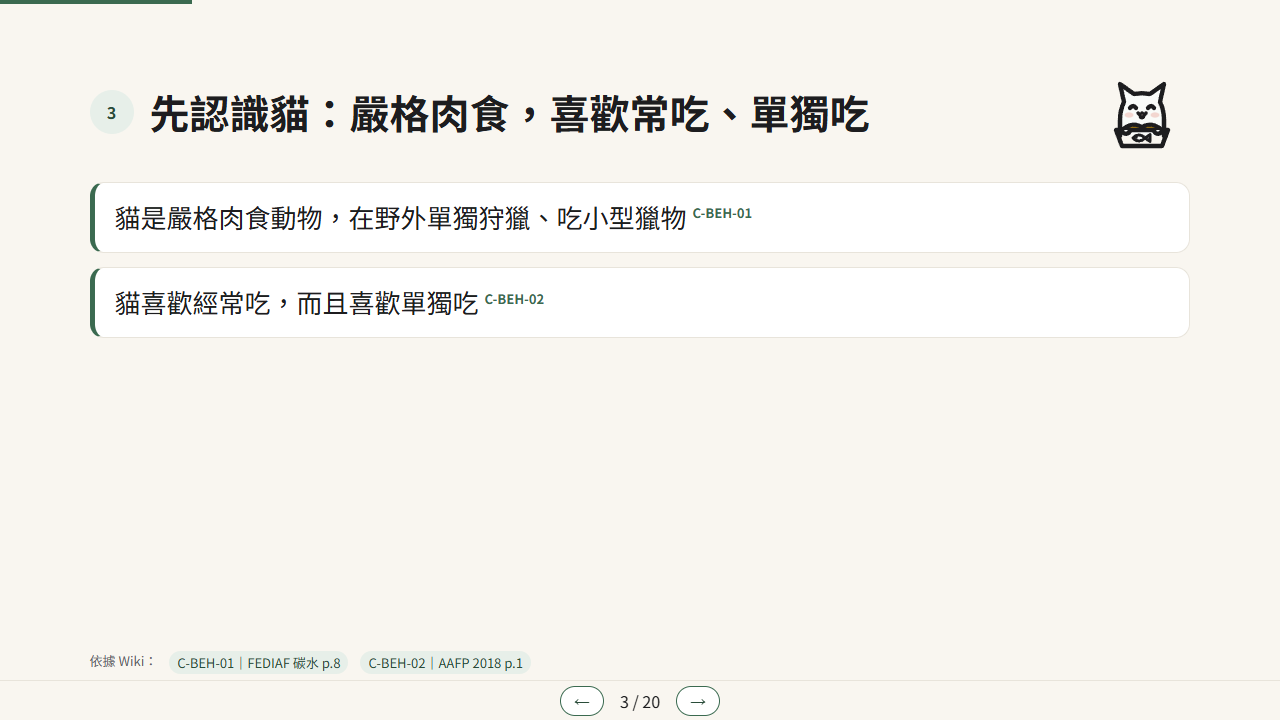 3
先認識貓：嚴格肉食，喜歡常吃、單獨吃
貓是嚴格肉食動物，在野外單獨狩獵、吃小型獵物 C-BEH-01
貓喜歡經常吃，而且喜歡單獨吃 C-BEH-02
依據 Wiki： C-BEH-01｜FEDIAF 碳水 p.8 C-BEH-02｜AAFP 2018 p.1
← 3 / 20 →